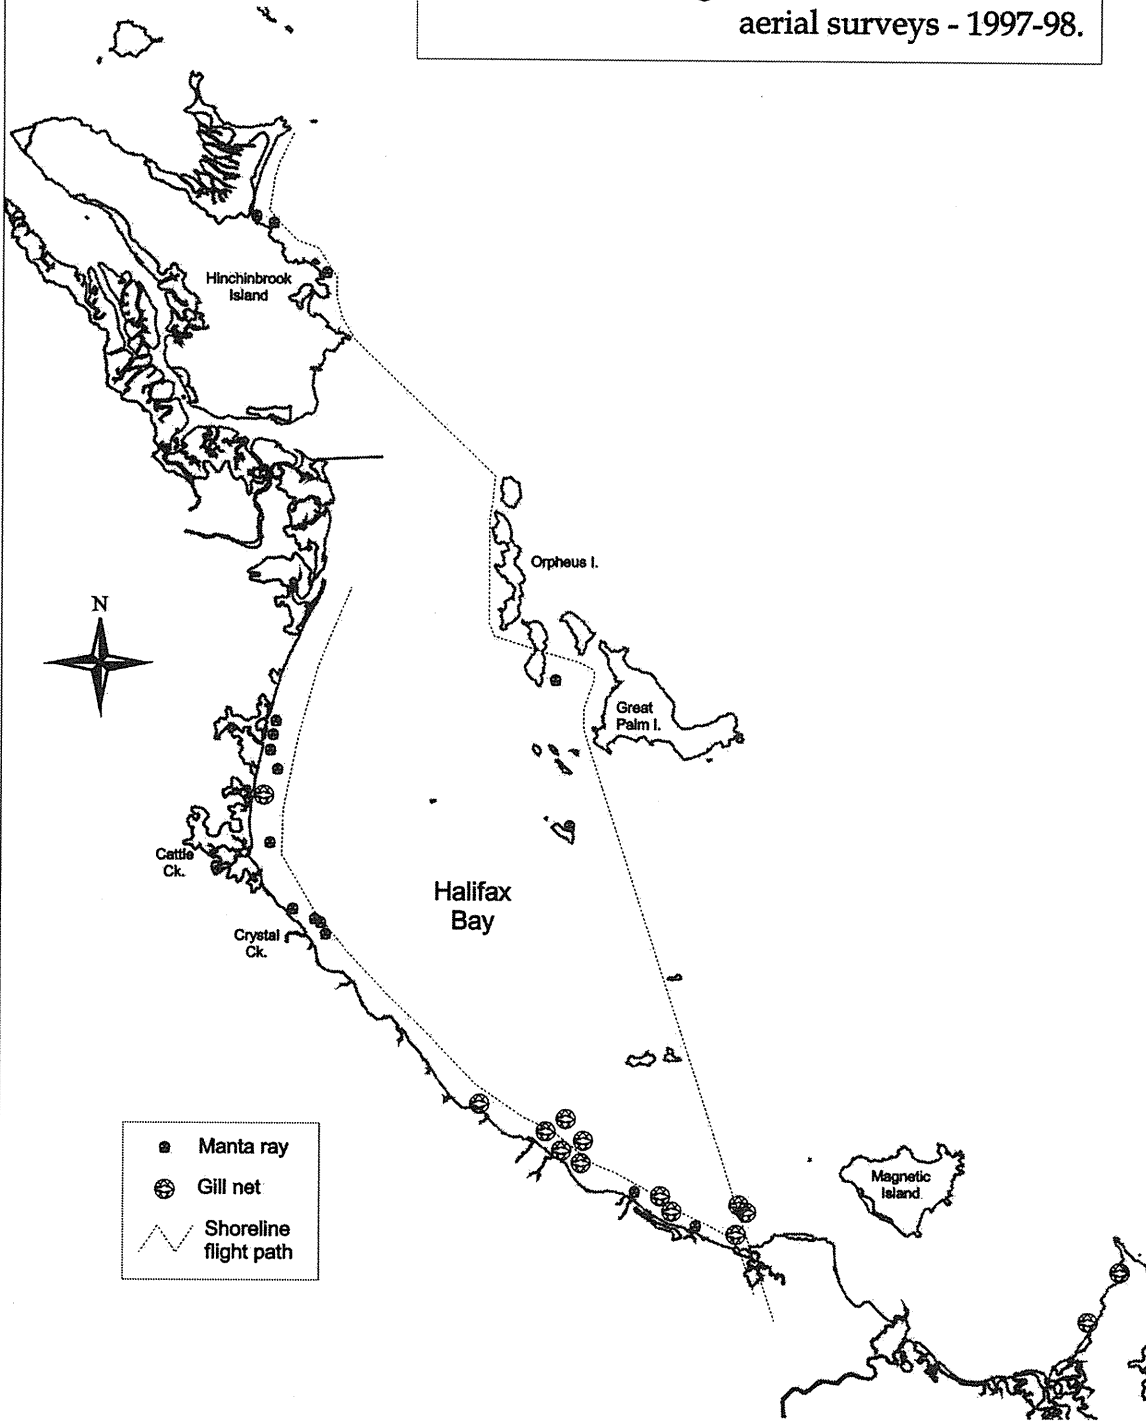 aerial surveys - 1997-98.
Hinchinbrook
Island
Orpheus I.
N
Great
Palm I.
Cattle
Ck.
Halifax
Bay
Crystal
Ck.
Manta ray
Gill net
Shoreline
flight path
Magnetic
Island